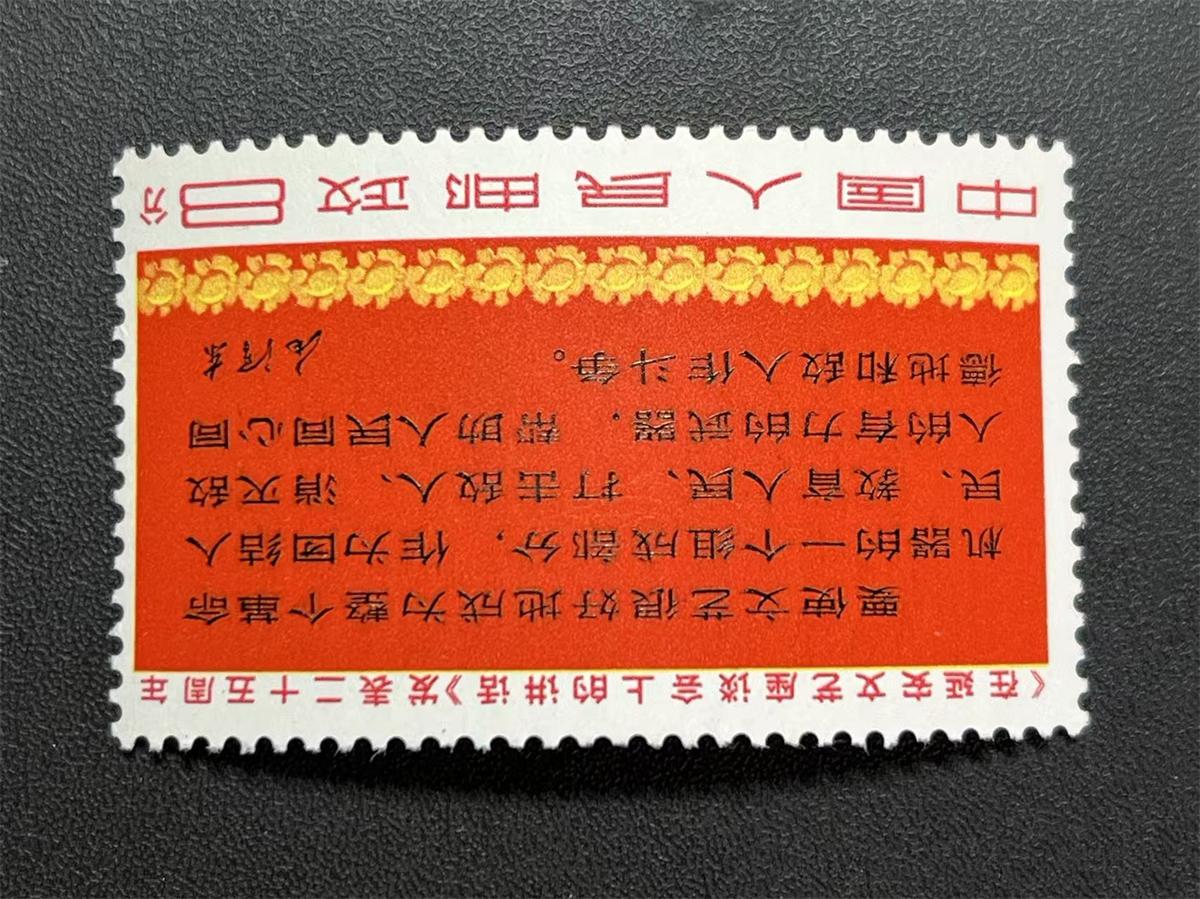 《在延安文艺座谈会上的讲话》发表二十五周年
要使文艺很好地成为整个革命
机器的一个组成部分，作为团结人
民、教育人民、打击敌人、消灭敌
人的有力的武器，帮助人民同心同
德地和敌人作斗争。
毛泽东
中国人民邮政 8分